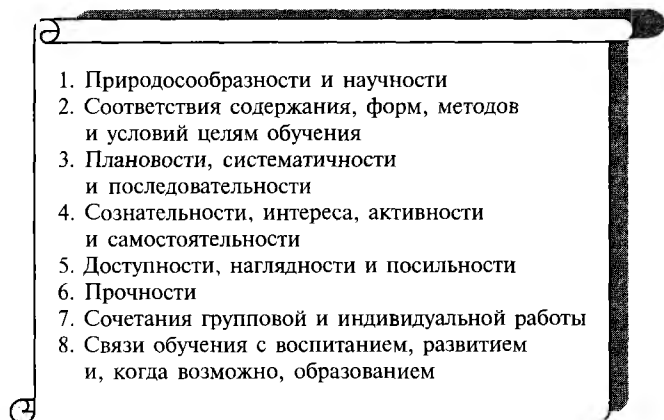 1. Природосообразности и научности
2. Соответствия содержания, форм, методов
и условий целям обучения
3. Плановости, систематичности
и последовательности
4. Сознательности, интереса, активности
и самостоятельности
5. Доступности, наглядности и посильности
6. Прочности
7. Сочетания групповой и индивидуальной работы
8. Связи обучения с воспитанием, развитием
и, когда возможно, образованием